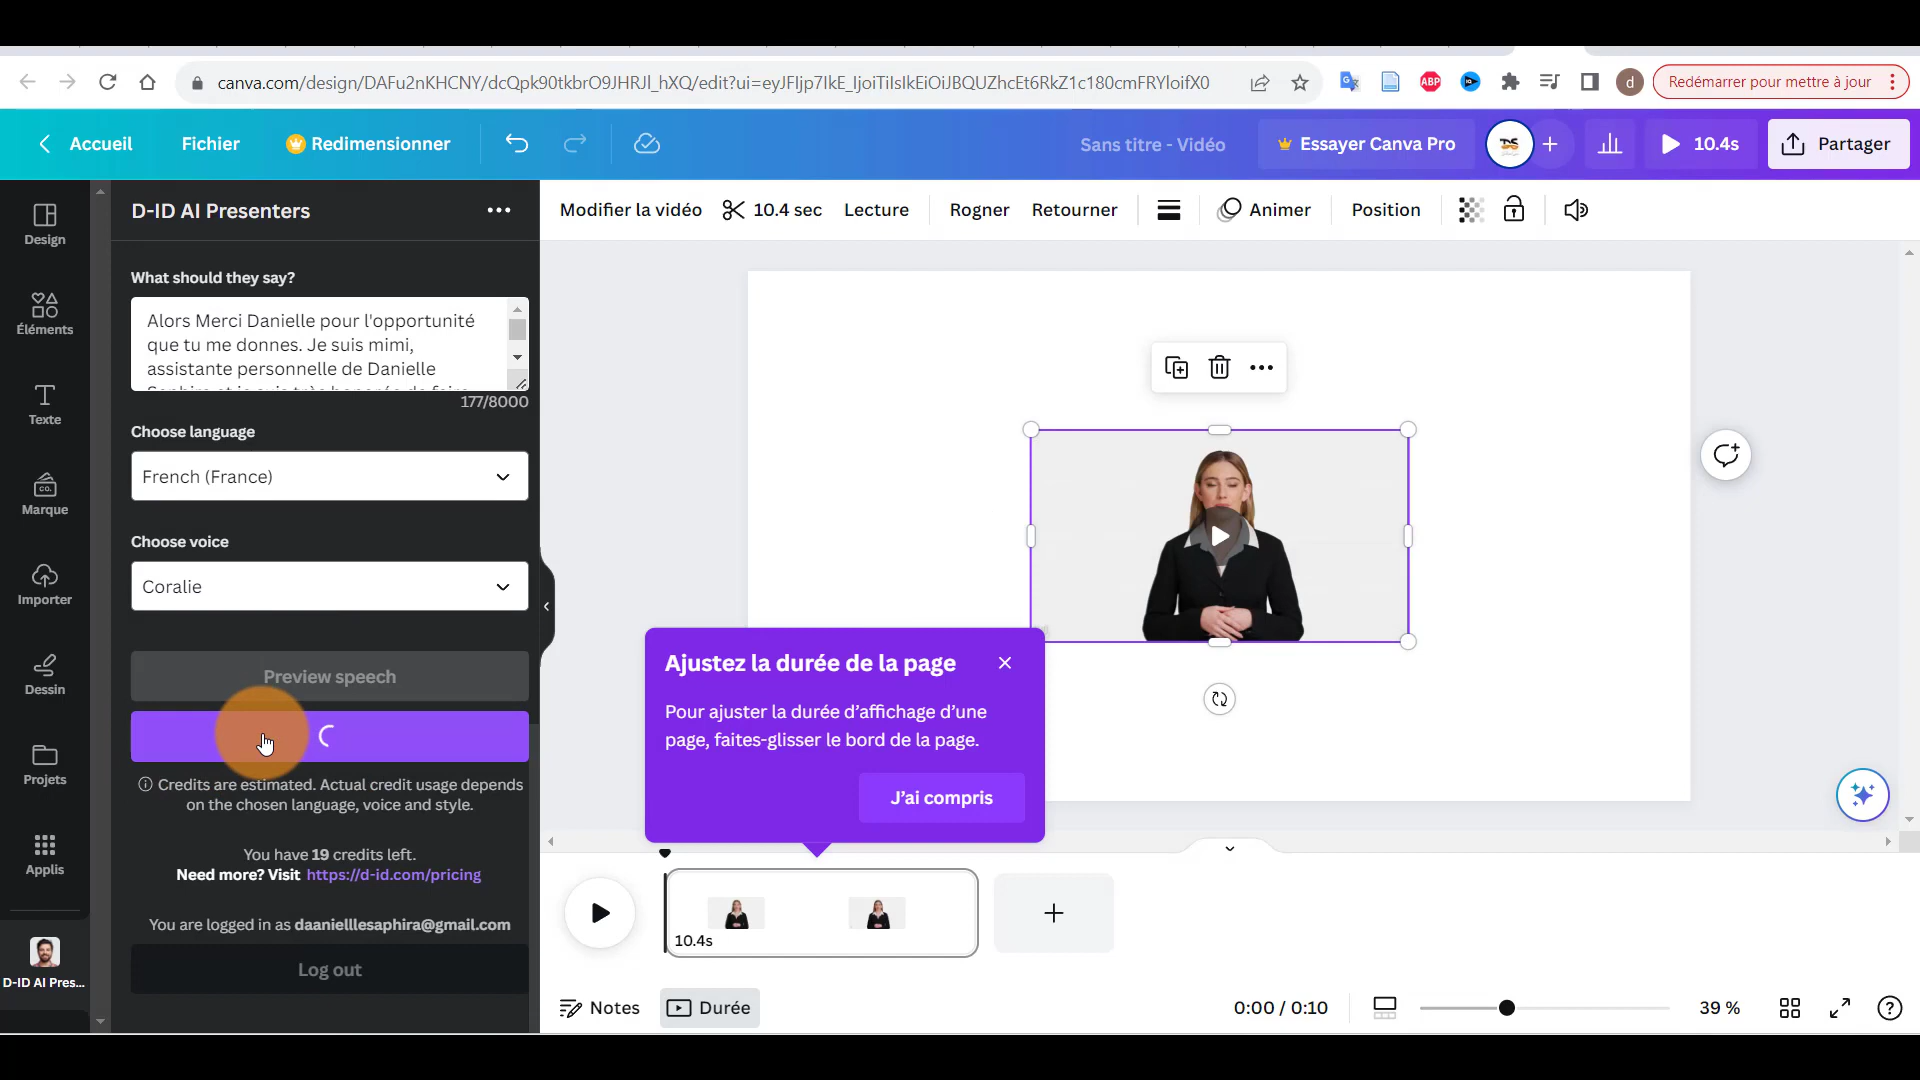 canva.com/design/DAFu2nKHCNY/dcQpk90tkbrO9JHRJl_hXQ/edit?ui=eyJFIjp7IkE_IjoiTiIsIkEiOiJBQUZhcEt6RkZ1c180cmFRYloifX0
ABP
d
Redémarrer pour mettre à jour
Accueil
Fichier
Redimensionner
Sans titre - Vidéo
Essayer Canva Pro
10.4s
Partager
Design
Éléments
Texte
Marque
Importer
Dessin
Projets
Applis
D-ID AI Pres...
D-ID AI Presenters
What should they say?
Alors Merci Danielle pour l'opportunité
que tu me donnes. Je suis mimi,
assistante personnelle de Danielle
177/8000
Choose language
French (France)
Choose voice
Coralie
Preview speech
Credits are estimated. Actual credit usage depends
on the chosen language, voice and style.
You have 19 credits left.
Need more? Visit https://d-id.com/pricing
You are logged in as daanielllesaphira@gmail.com
Log out
Modifier la vidéo
10.4 sec
Lecture
Rogner
Retourner
Animer
Position
Ajustez la durée de la page
Pour ajuster la durée d’affichage d’une
page, faites-glisser le bord de la page.
J’ai compris
10.4s
Notes
Durée
0:00 / 0:10
39 %